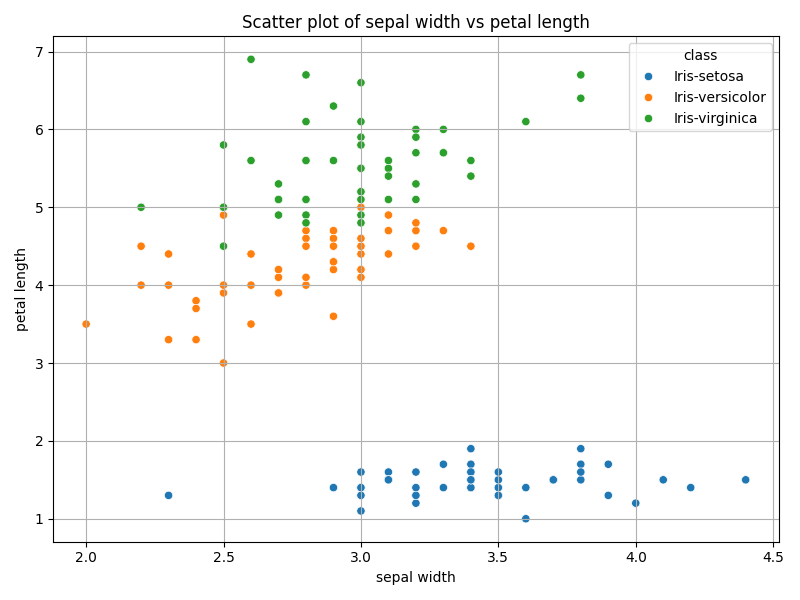 Scatter plot of sepal width vs petal length
class
Iris-setosa
Iris-versicolor
Iris-virginica
7
6
5
4
3
2
1
petal length
2.0 2.5 3.0 3.5 4.0 4.5
sepal width